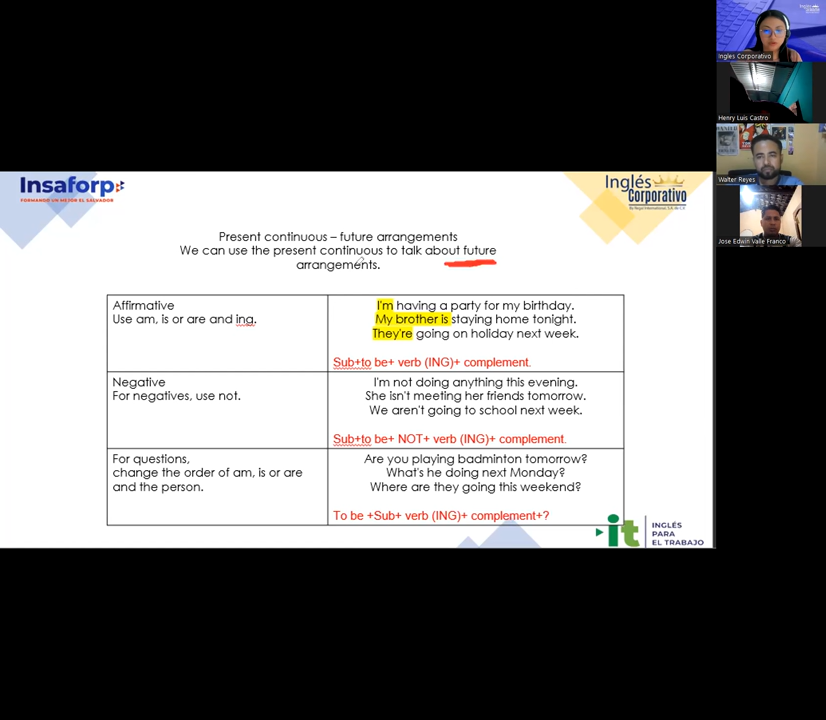 Insaforp
FORMANDO UN MEJOR EL SALVADOR
Inglés
Corporativo
Present continuous – future arrangements
We can use the present continuous to talk about future
arrangements.
Affirmative
Use am, is or are and ing.
I'm having a party for my birthday.
My brother is staying home tonight.
They're going on holiday next week.
Sub+to be+ verb (ING)+ complement.
Negative
For negatives, use not.
I'm not doing anything this evening.
She isn't meeting her friends tomorrow.
We aren't going to school next week.
Sub+to be+ NOT+ verb (ING)+ complement.
For questions,
change the order of am, is or are
and the person.
Are you playing badminton tomorrow?
What's he doing next Monday?
Where are they going this weekend?
To be +Sub+ verb (ING)+ complement+?
it
INGLÉS
PARA
EL TRABAJO
Ingles Corporativo
Henry Luis Castro
Walter Reyes
Jose Edwin Valle Franco